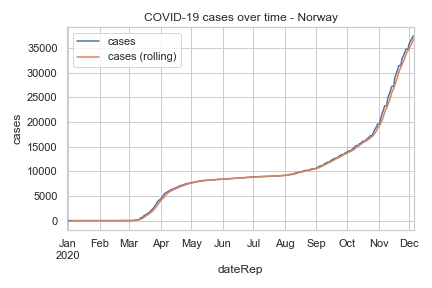 COVID-19 cases over time - Norway
cases
cases (rolling)
35000
30000
25000
20000
15000
10000
5000
0
cases
Jan Feb Mar Apr May Jun Jul Aug Sep Oct Nov Dec
2020
dateRep